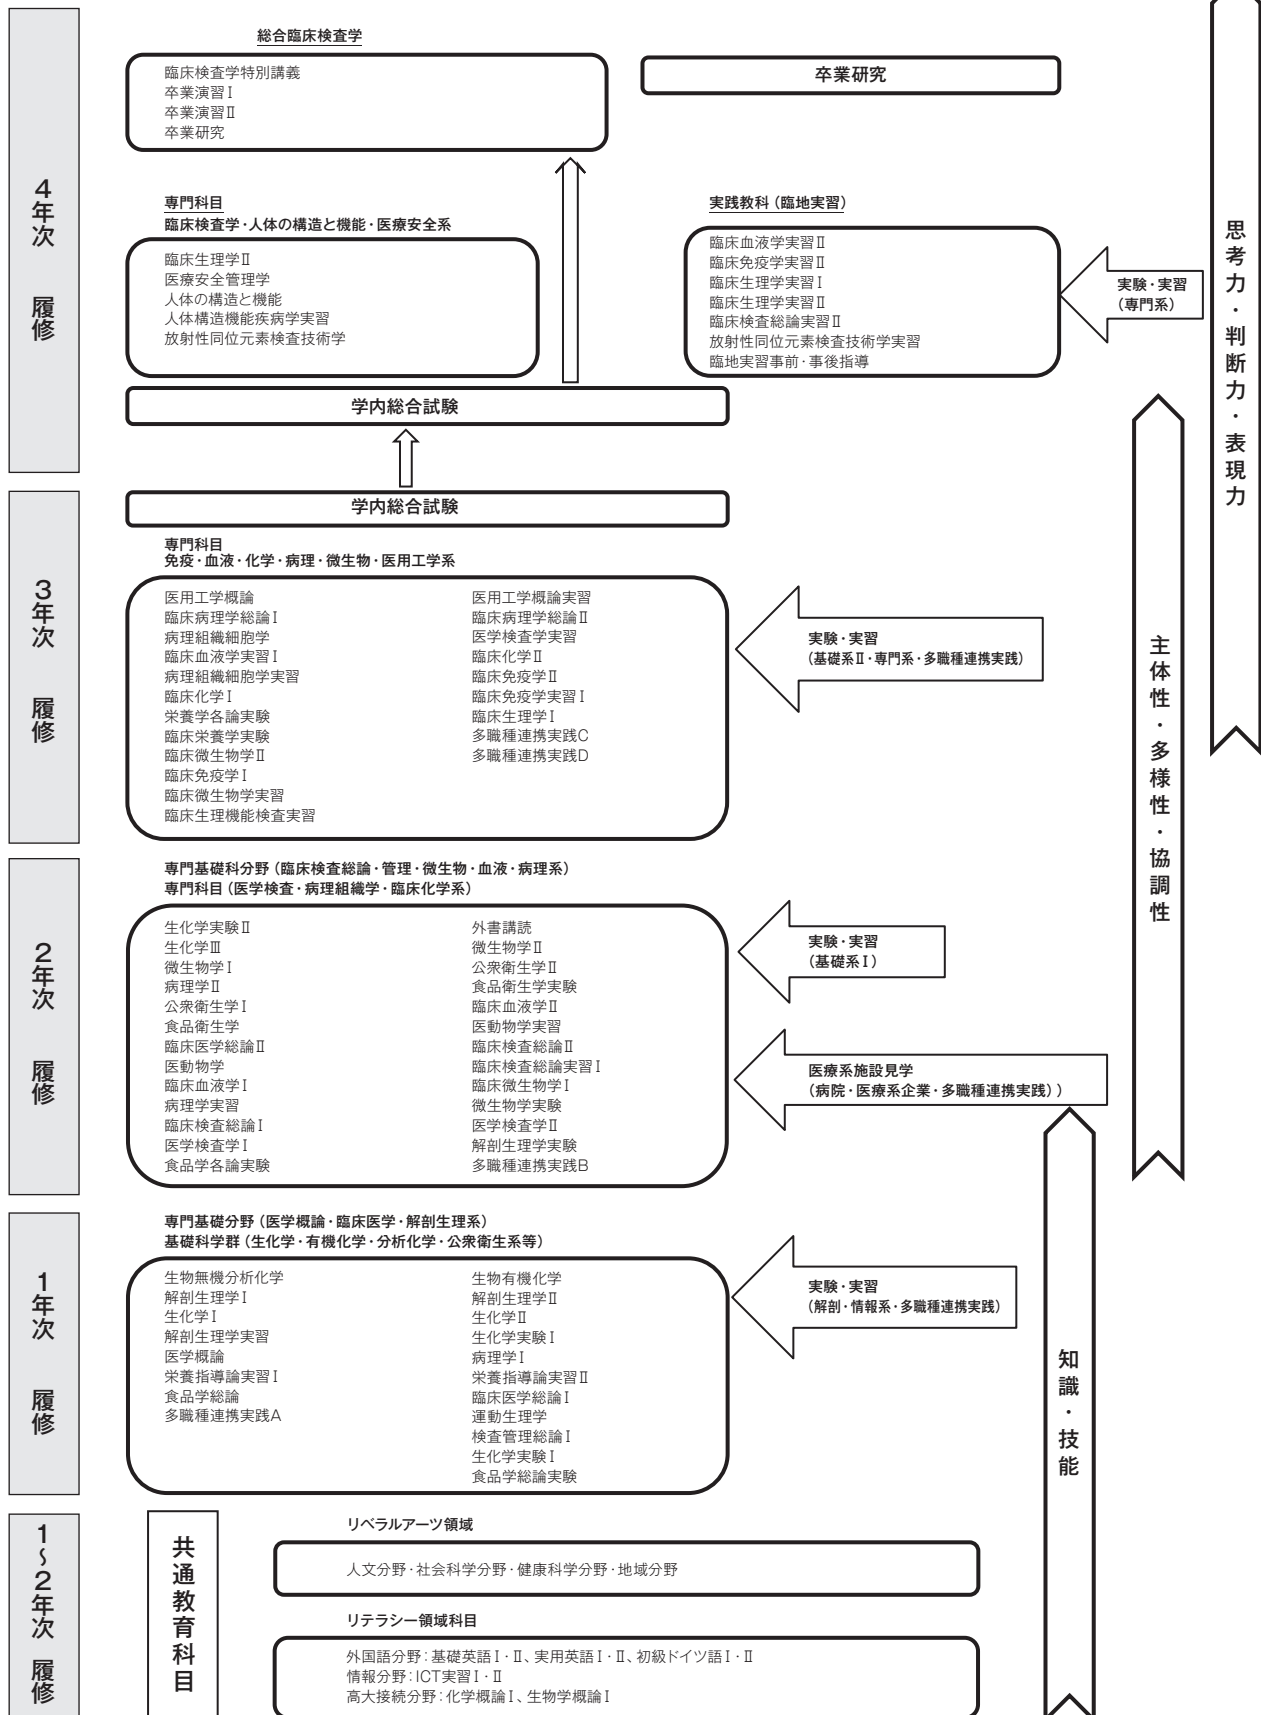 4年次 履修
総合臨床検査学
臨床検査学特別講義
卒業演習Ⅰ
卒業演習Ⅱ
卒業研究
卒業研究
専門科目
臨床検査学・人体の構造と機能・医療安全系
臨床生理学Ⅱ
医療安全管理学
人体の構造と機能
人体構造機能疾病学実習
放射性同位元素検査技術学
実践教科（臨地実習）
臨床血液学実習Ⅱ
臨床免疫学実習Ⅱ
臨床生理学実習Ⅰ
臨床生理学実習Ⅱ
臨床検査総論実習Ⅱ
放射性同位元素検査技術学実習
臨地実習事前・事後指導
実験・実習
（専門系）
学内総合試験
思考力・判断力・表現力
3年次 履修
学内総合試験
専門科目
免疫・血液・化学・病理・微生物・医用工学系
医用工学概論
臨床病理学総論Ⅰ
病理組織細胞学
臨床血液学実習Ⅰ
病理組織細胞学実習
臨床化学Ⅰ
栄養学各論実験
臨床栄養学実験
臨床微生物学Ⅱ
臨床免疫学Ⅰ
臨床微生物学実習
臨床生理機能検査実習
医用工学概論実習
臨床病理学総論Ⅱ
医学検査学実習
臨床化学Ⅱ
臨床免疫学Ⅱ
臨床免疫学実習Ⅰ
臨床生理学Ⅰ
多職種連携実践C
多職種連携実践D
実験・実習
（基礎系Ⅱ・専門系・多職種連携実践）
主体性・多様性・協調性
2年次 履修
専門基礎科分野（臨床検査総論・管理・微生物・血液・病理系）
専門科目（医学検査・病理組織学・臨床化学系）
生化学実験Ⅱ
生化学Ⅲ
微生物学Ⅰ
病理学Ⅱ
公衆衛生学Ⅰ
食品衛生学
臨床医学総論Ⅱ
医動物学
臨床血液学Ⅰ
病理学実習
臨床検査総論Ⅰ
医学検査学Ⅰ
食品学各論実験
外書講読
微生物学Ⅱ
公衆衛生学Ⅱ
食品衛生学実験
臨床血液学Ⅱ
医動物学実習
臨床検査総論Ⅱ
臨床検査総論実習Ⅰ
臨床微生物学Ⅰ
微生物学実験
医学検査学Ⅱ
解剖生理学実験
多職種連携実践B
実験・実習
（基礎系Ⅰ）
医療系施設見学
（病院・医療系企業・多職種連携実践））
1年次 履修
専門基礎分野（医学概論・臨床医学・解剖生理系）
基礎科学群（生化学・有機化学・分析化学・公衆衛生系等）
生物無機分析化学
解剖生理学Ⅰ
生化学Ⅰ
解剖生理学実習
医学概論
栄養指導論実習Ⅰ
食品学総論
多職種連携実践A
生物有機化学
解剖生理学Ⅱ
生化学Ⅱ
生化学実験Ⅰ
病理学Ⅰ
栄養指導論実習Ⅱ
臨床医学総論Ⅰ
運動生理学
検査管理総論Ⅰ
生化学実験Ⅰ
食品学総論実験
実験・実習
（解剖・情報系・多職種連携実践）
知識・技能
1～2年次 履修
共通教育科目
リベラルアーツ領域
人文分野・社会科学分野・健康科学分野・地域分野
リテラシー領域科目
外国語分野：基礎英語Ⅰ・Ⅱ、実用英語Ⅰ・Ⅱ、初級ドイツ語Ⅰ・Ⅱ
情報分野：ICT実習Ⅰ・Ⅱ
高大接続分野：化学概論Ⅰ、生物学概論Ⅰ